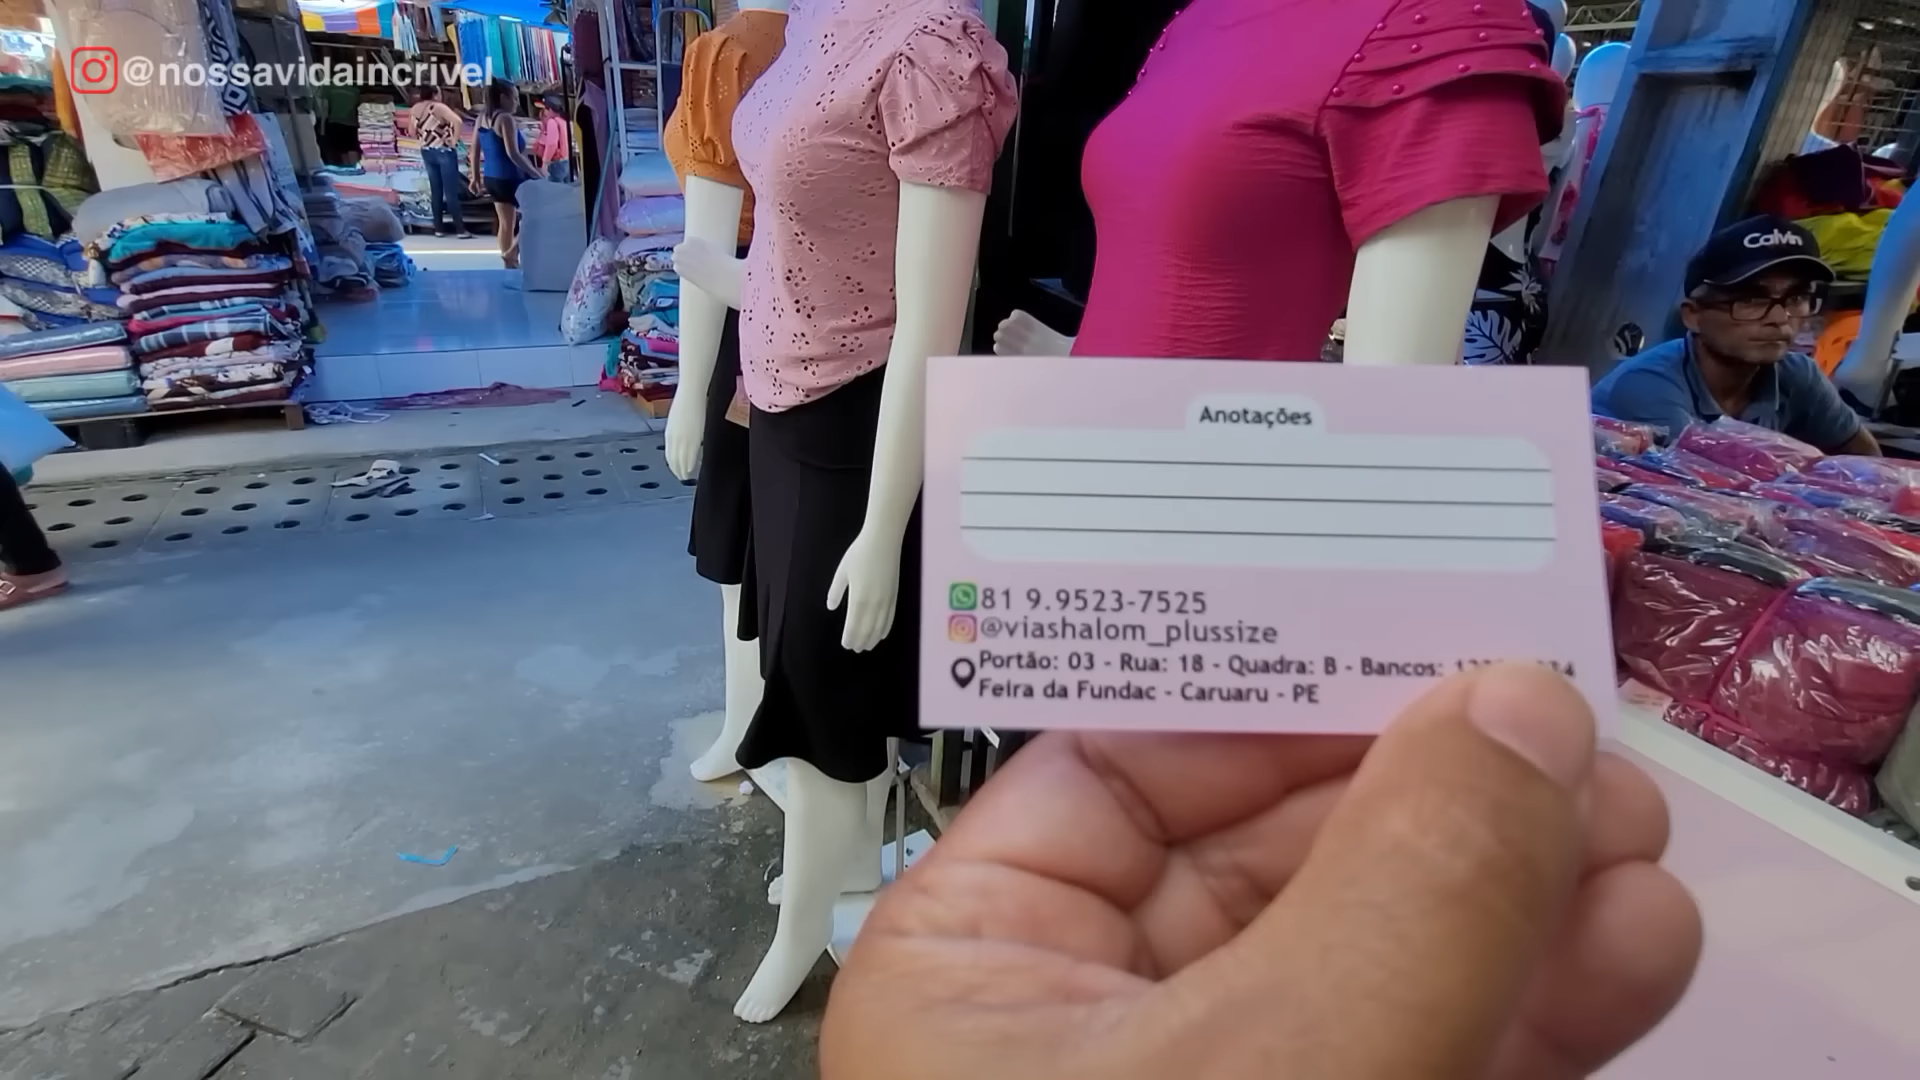 @nossavidaincrivel
Calvin
Anotações
81 9.9523-7525
@viashalom_plussize
Portão: 03 - Rua: 18 - Quadra: B - Bancos:
Feira da Fundac - Caruaru - PE